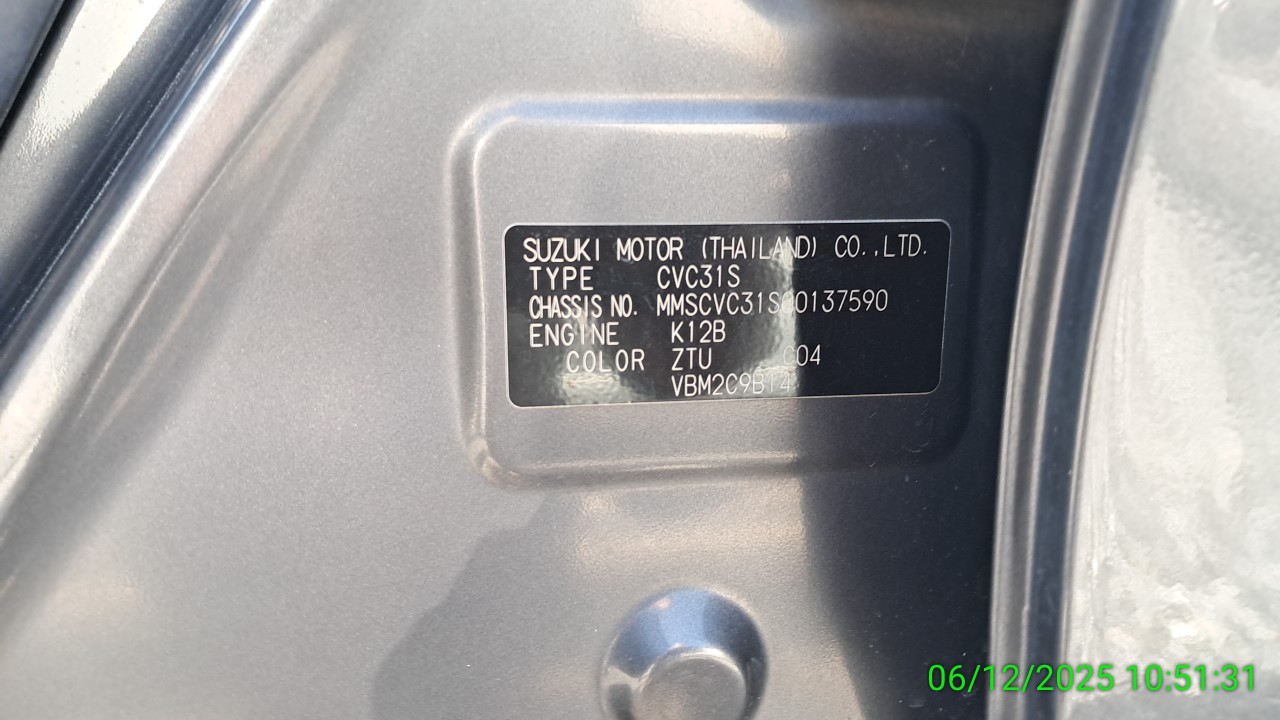 SUZUKI MOTOR (THAILAND) CO.,LTD.
TYPE CVC31S
CHASSIS NO. MMSCVC31S00137590
ENGINE K12B
COLOR ZTU C04
VBM2C9BT4
06/12/2025 10:51:31